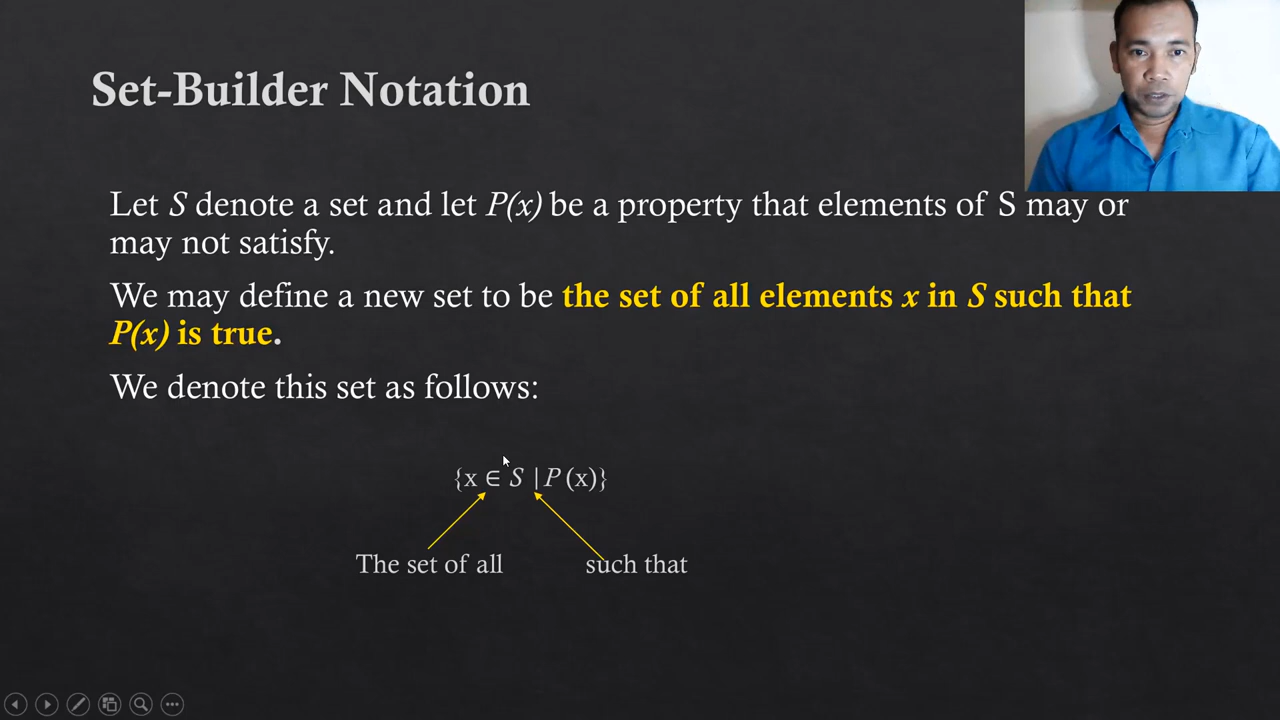 Set-Builder Notation
Let S denote a set and let P(x) be a property that elements of S may or
may not satisfy.
We may define a new set to be the set of all elements x in S such that
P(x) is true.
We denote this set as follows:
{x ∈ S | P (x)}
The set of all such that